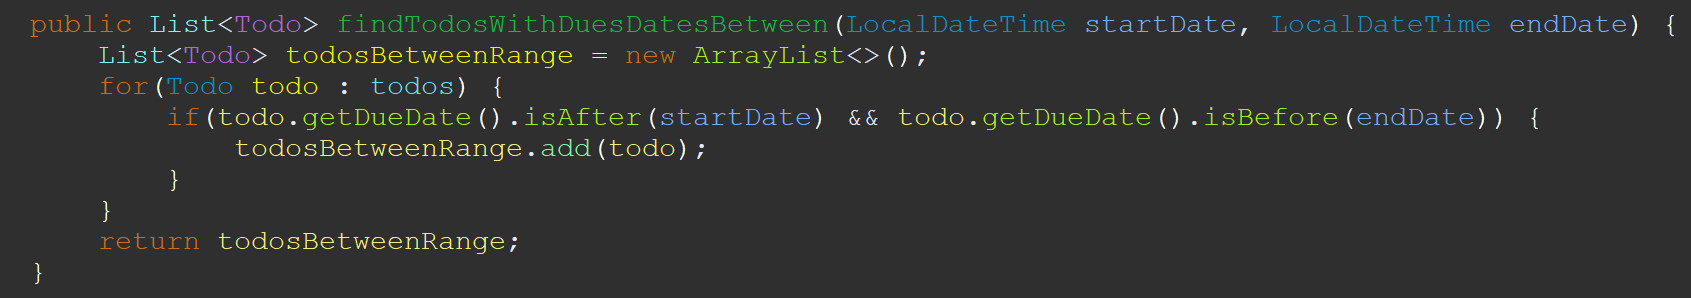 public List<Todo> findTodosWithDuesDatesBetween(LocalDateTime startDate, LocalDateTime endDate) {
    List<Todo> todosBetweenRange = new ArrayList<>();
    for(Todo todo : todos) {
        if(todo.getDueDate().isAfter(startDate) && todo.getDueDate().isBefore(endDate)) {
            todosBetweenRange.add(todo);
        }
    }
    return todosBetweenRange;
}